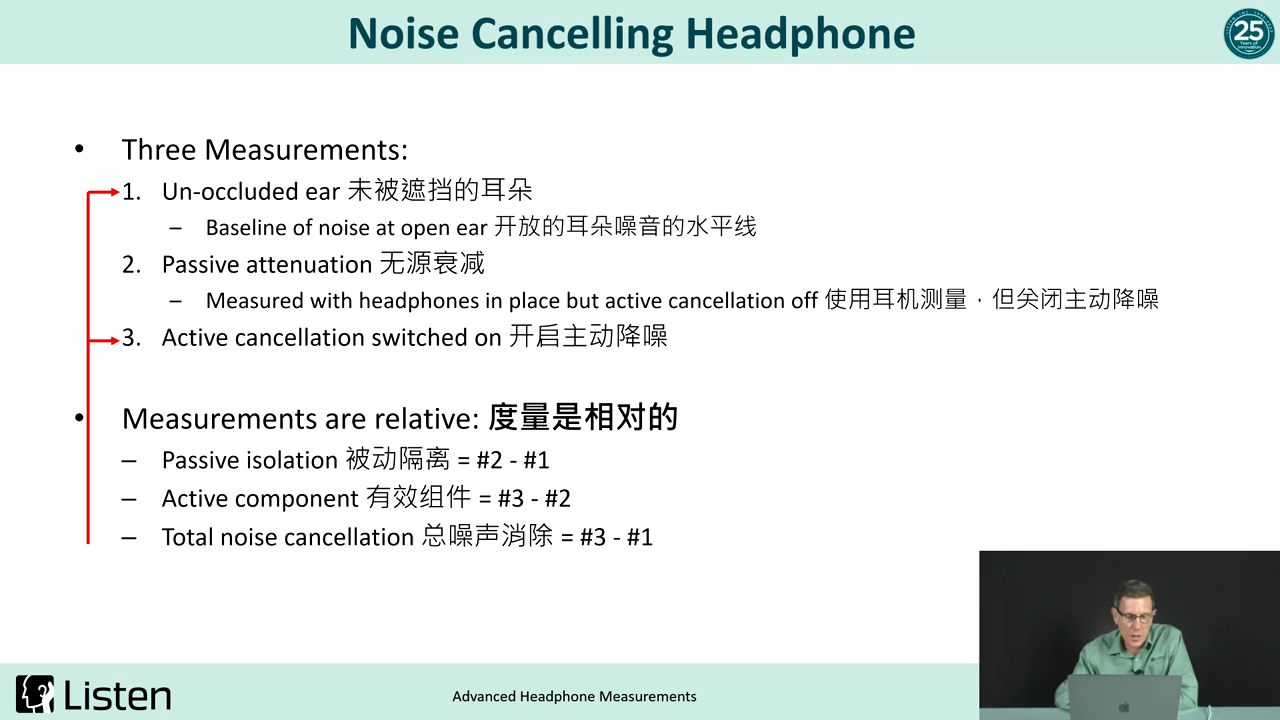 Noise Cancelling Headphone
25
Years of
Innovation
• Three Measurements:
1. Un-occluded ear 未被遮挡的耳朵
– Baseline of noise at open ear 开放的耳朵噪音的水平线
2. Passive attenuation 无源衰减
– Measured with headphones in place but active cancellation off 使用耳机测量，但关闭主动降噪
3. Active cancellation switched on 开启主动降噪
• Measurements are relative: 度量是相对的
– Passive isolation 被动隔离 = #2 - #1
– Active component 有效组件 = #3 - #2
– Total noise cancellation 总噪声消除 = #3 - #1
Listen
Advanced Headphone Measurements